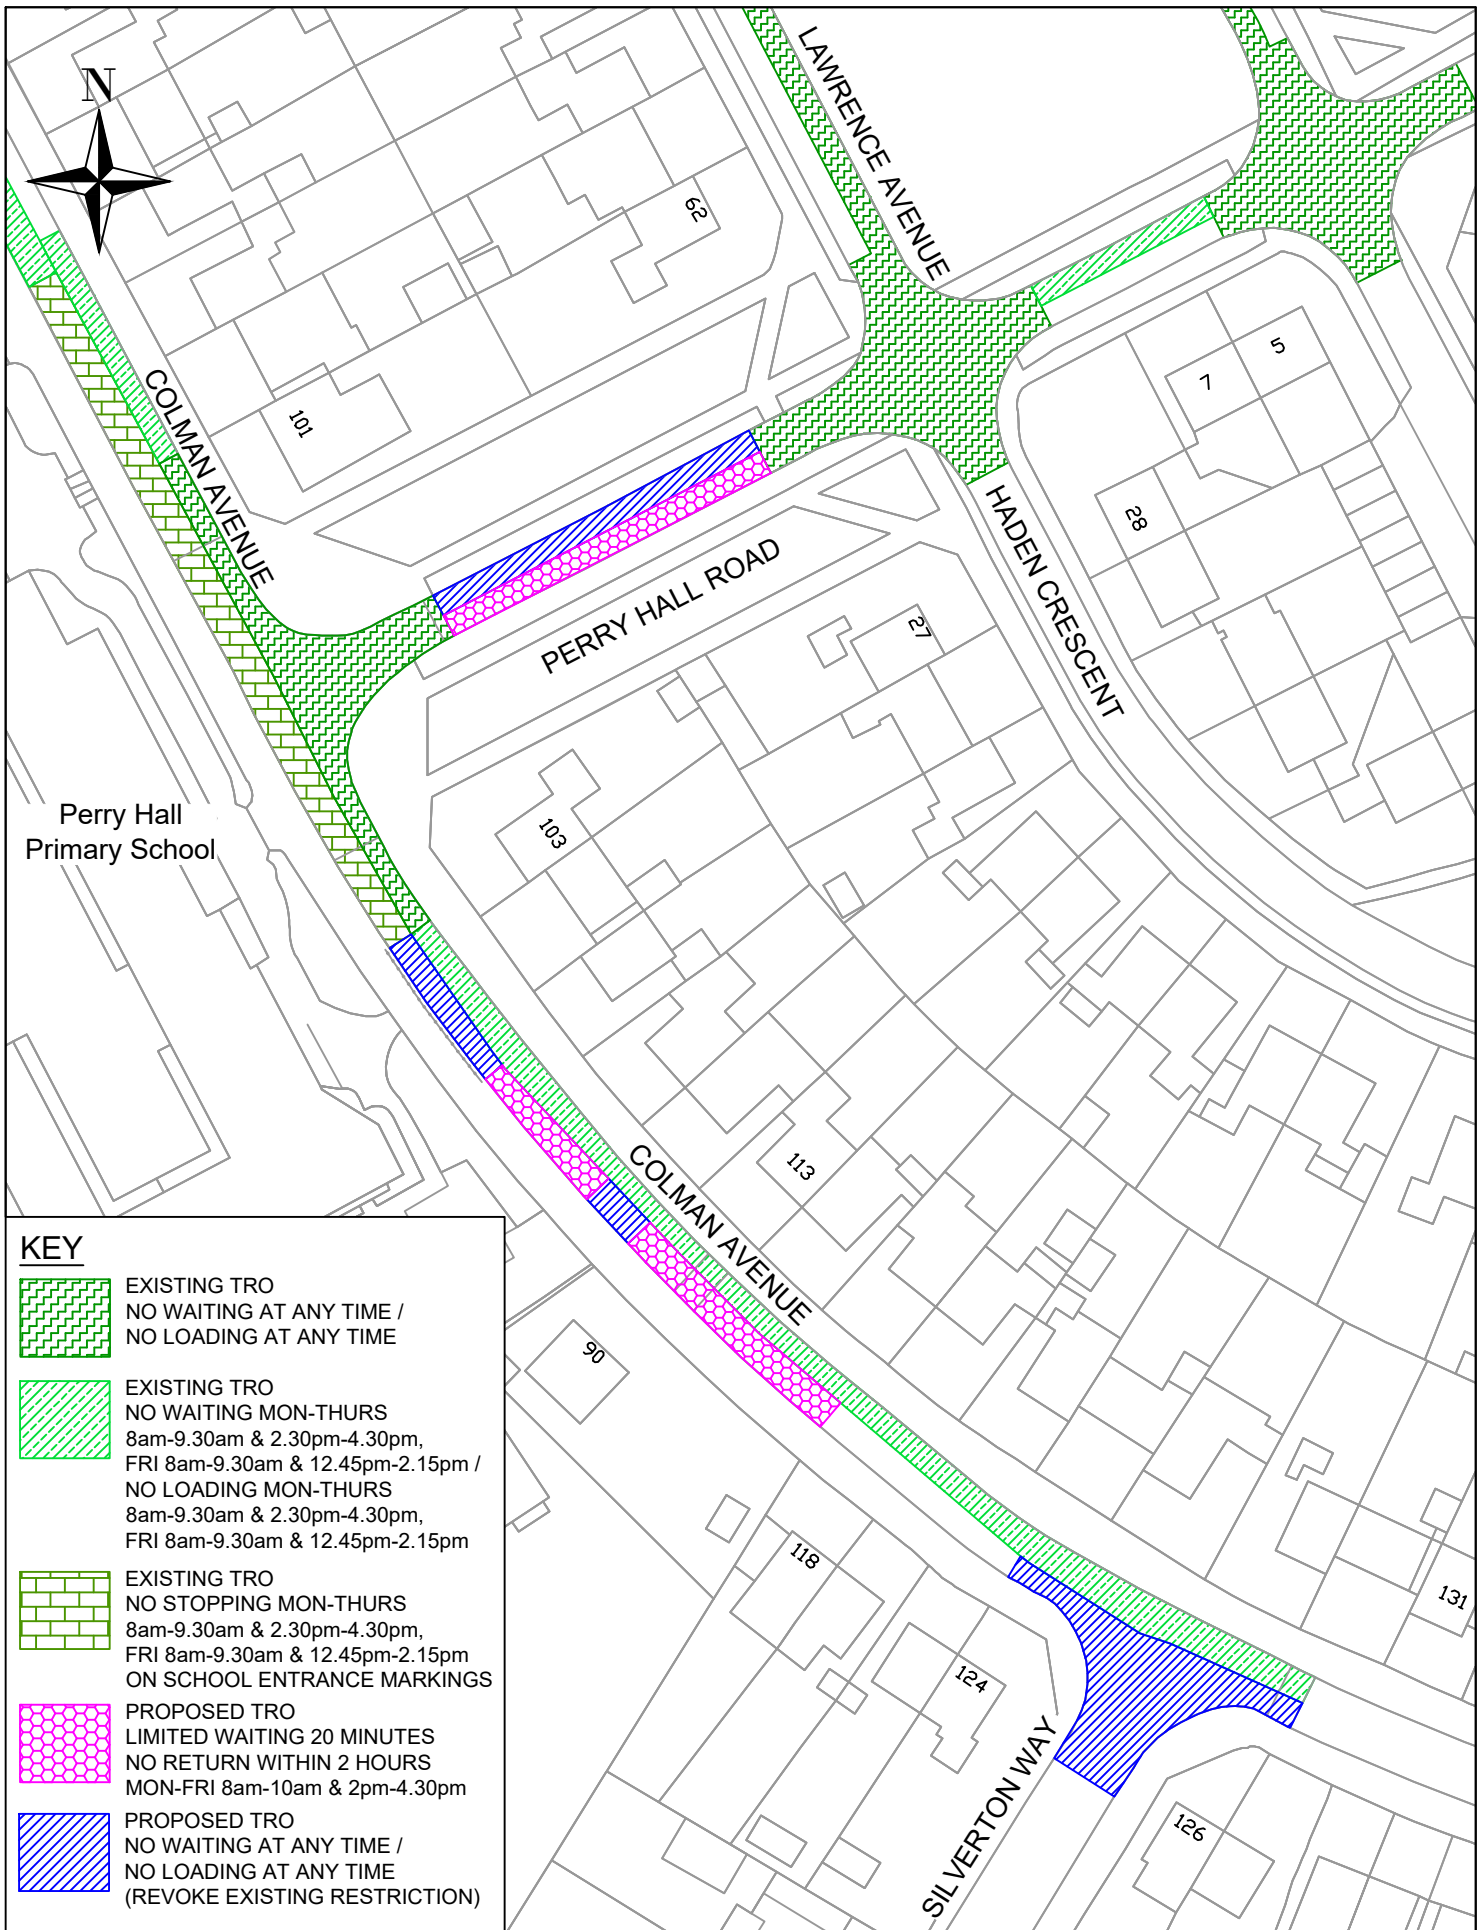 N
LAWRENCE AVENUE
62
COLMAN AVENUE
101
5
7
28
HADEN CRESCENT
PERRY HALL ROAD
27
Perry Hall
Primary School
103
COLMAN AVENUE
113
90
118
124
131
126
SILVERTON WAY
KEY
EXISTING TRO
NO WAITING AT ANY TIME /
NO LOADING AT ANY TIME
EXISTING TRO
NO WAITING MON-THURS
8am-9.30am & 2.30pm-4.30pm,
FRI 8am-9.30am & 12.45pm-2.15pm /
NO LOADING MON-THURS
8am-9.30am & 2.30pm-4.30pm,
FRI 8am-9.30am & 12.45pm-2.15pm
EXISTING TRO
NO STOPPING MON-THURS
8am-9.30am & 2.30pm-4.30pm,
FRI 8am-9.30am & 12.45pm-2.15pm
ON SCHOOL ENTRANCE MARKINGS
PROPOSED TRO
LIMITED WAITING 20 MINUTES
NO RETURN WITHIN 2 HOURS
MON-FRI 8am-10am & 2pm-4.30pm
PROPOSED TRO
NO WAITING AT ANY TIME /
NO LOADING AT ANY TIME
(REVOKE EXISTING RESTRICTION)